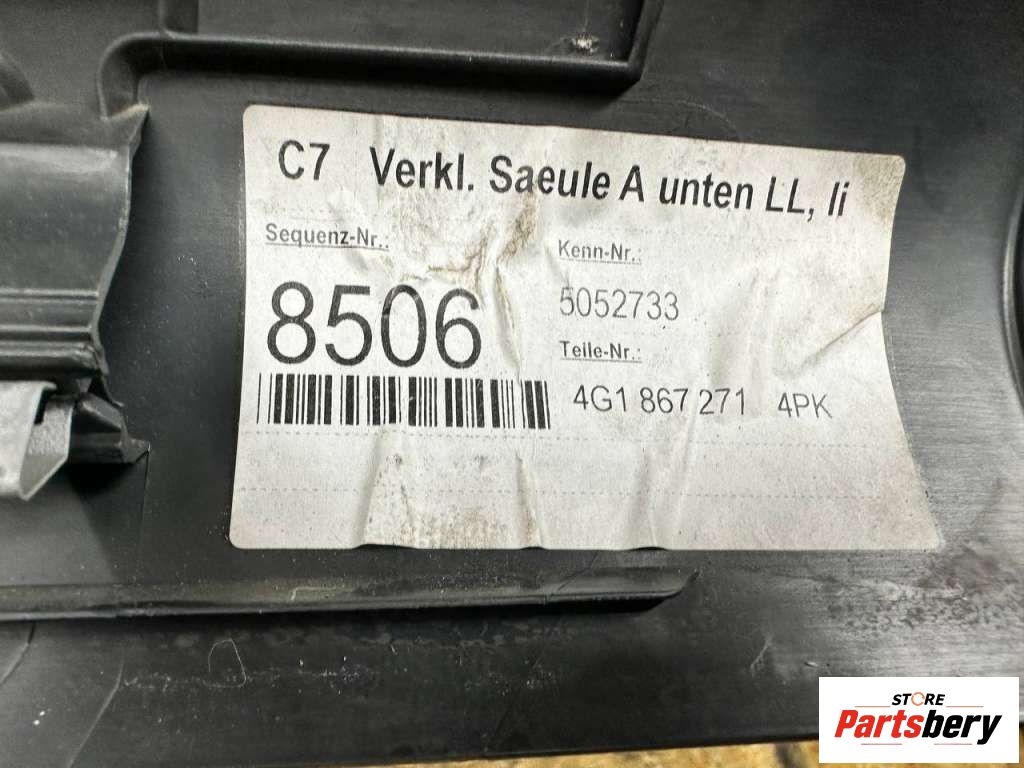 C7 Verkl. Saeule A unten LL, li
Sequenz-Nr.:
8506
Kenn-Nr.:
5052733
Teile-Nr.:
4G1 867 271 4PK
STORE
Partsbery